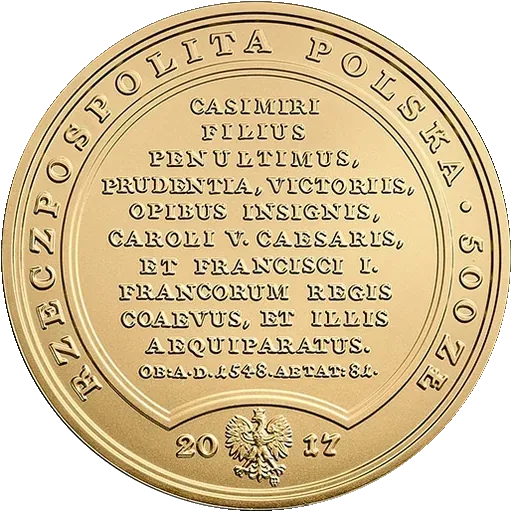 RZECZPOSPOLITA POLSKA · 500 ZŁ
CASIMIRI
FILIUS
PENULTIMUS,
PRUDENTIA, VICTORIIS,
OPIBUS INSIGNIS,
CAROLI V. CAESARIS,
ET FRANCISCI I.
FRANCORUM REGIS
COAEVUS, ET ILLIS
AEQUIPARATUS.
OB:A.D.1548.AETAT:81.
20 17